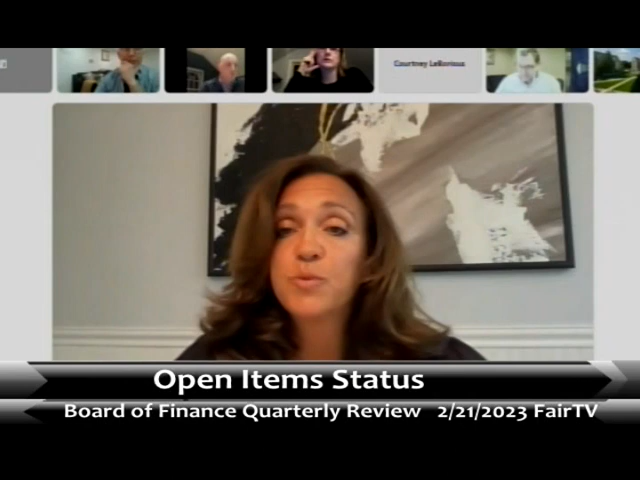 Courtney LeBorious
Open Items Status
Board of Finance Quarterly Review 2/21/2023 FairTV